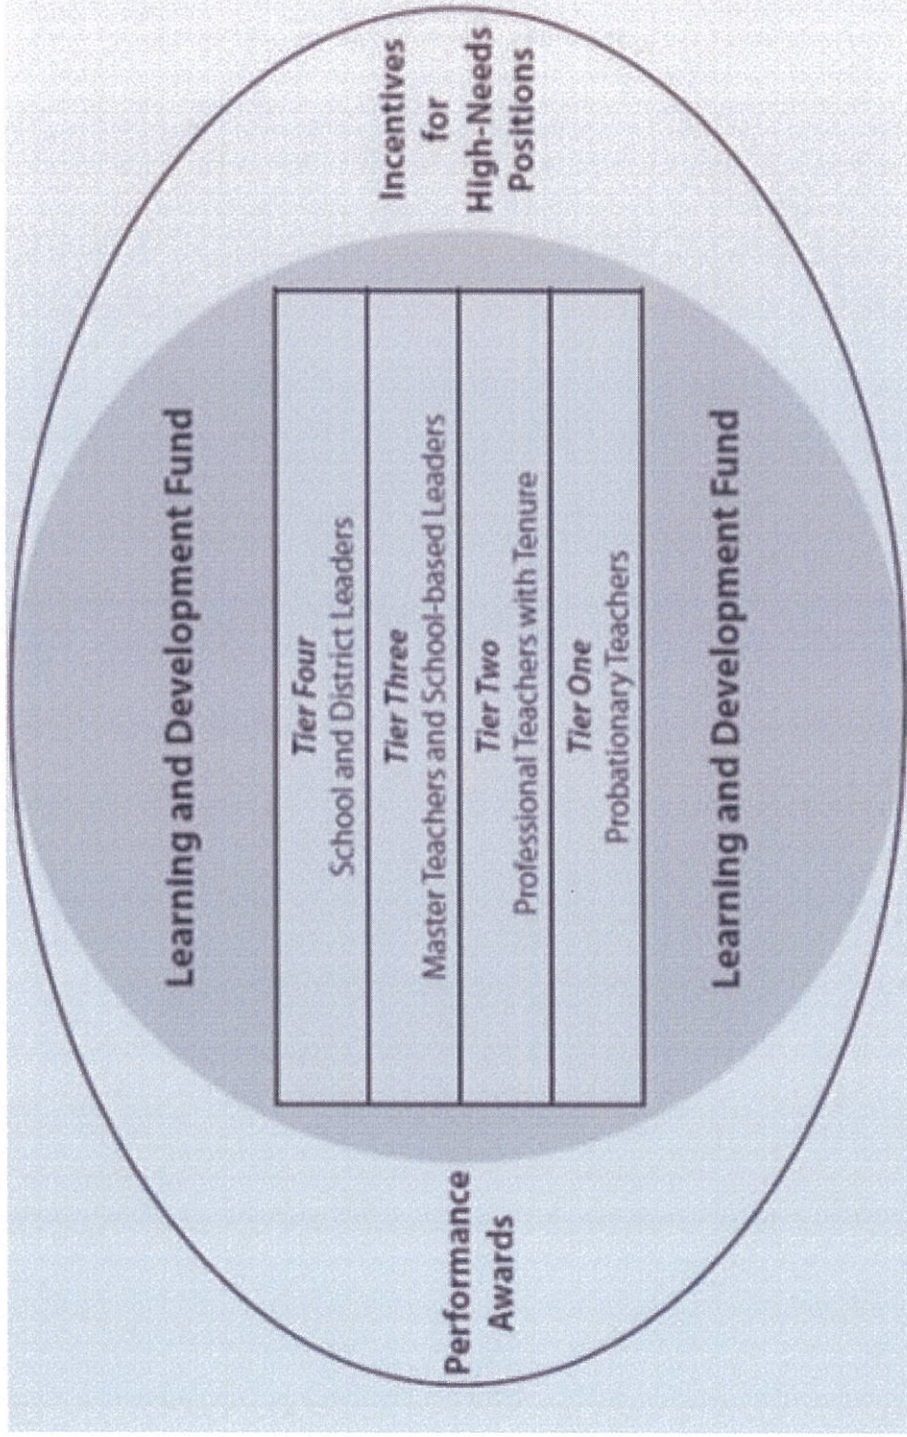 Learning and Development Fund
Performance
Awards
Tier Four
School and District Leaders
Tier Three
Master Teachers and School-based Leaders
Tier Two
Professional Teachers with Tenure
Tier One
Probationary Teachers
Incentives
for
High-Needs
Positions
Learning and Development Fund